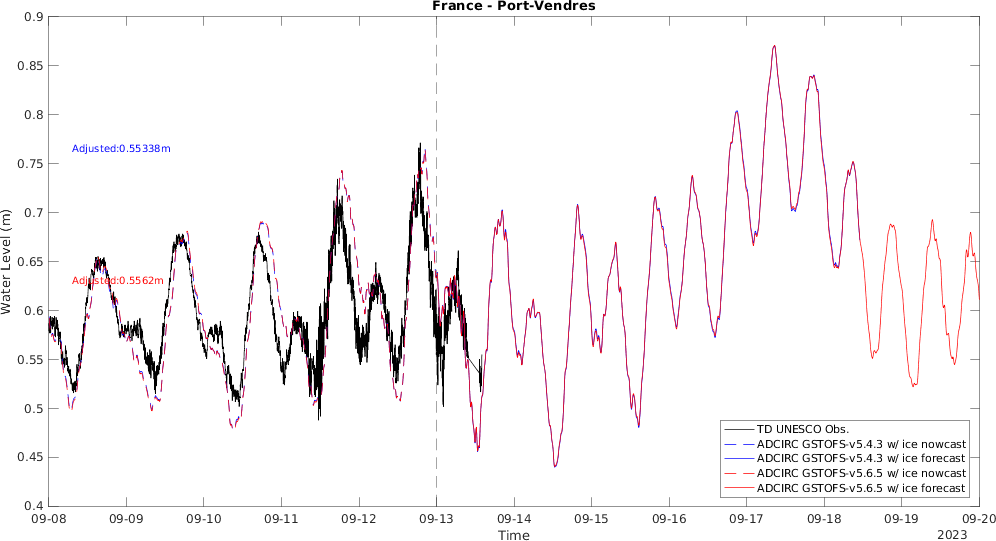 France - Port-Vendres
0.9
0.85
0.8
0.75
0.7
0.65
0.6
0.55
0.5
0.45
0.4
Water Level (m)
Adjusted:0.55338m
Adjusted:0.5562m
TD UNESCO Obs.
ADCIRC GSTOFS-v5.4.3 w/ ice nowcast
ADCIRC GSTOFS-v5.4.3 w/ ice forecast
ADCIRC GSTOFS-v5.6.5 w/ ice nowcast
ADCIRC GSTOFS-v5.6.5 w/ ice forecast
09-08 09-09 09-10 09-11 09-12 09-13 09-14 09-15 09-16 09-17 09-18 09-19 09-20
Time
2023